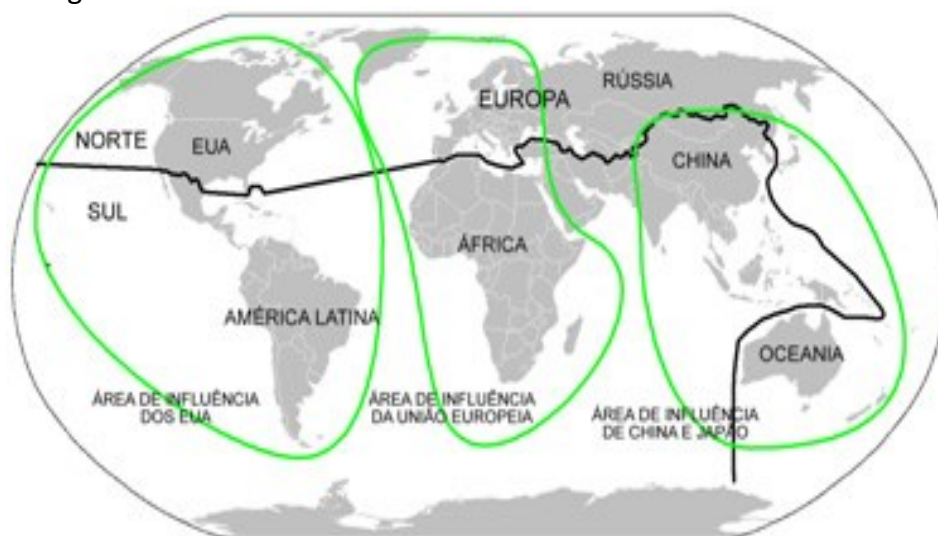 RÚSSIA
EUROPA
NORTE
EUA
CHINA
SUL
ÁFRICA
AMÉRICA LATINA
OCEANIA
ÁREA DE INFLUÊNCIA
DOS EUA
ÁREA DE INFLUÊNCIA
DA UNIÃO EUROPEIA
ÁREA DE INFLUÊNCIA
DE CHINA E JAPÃO